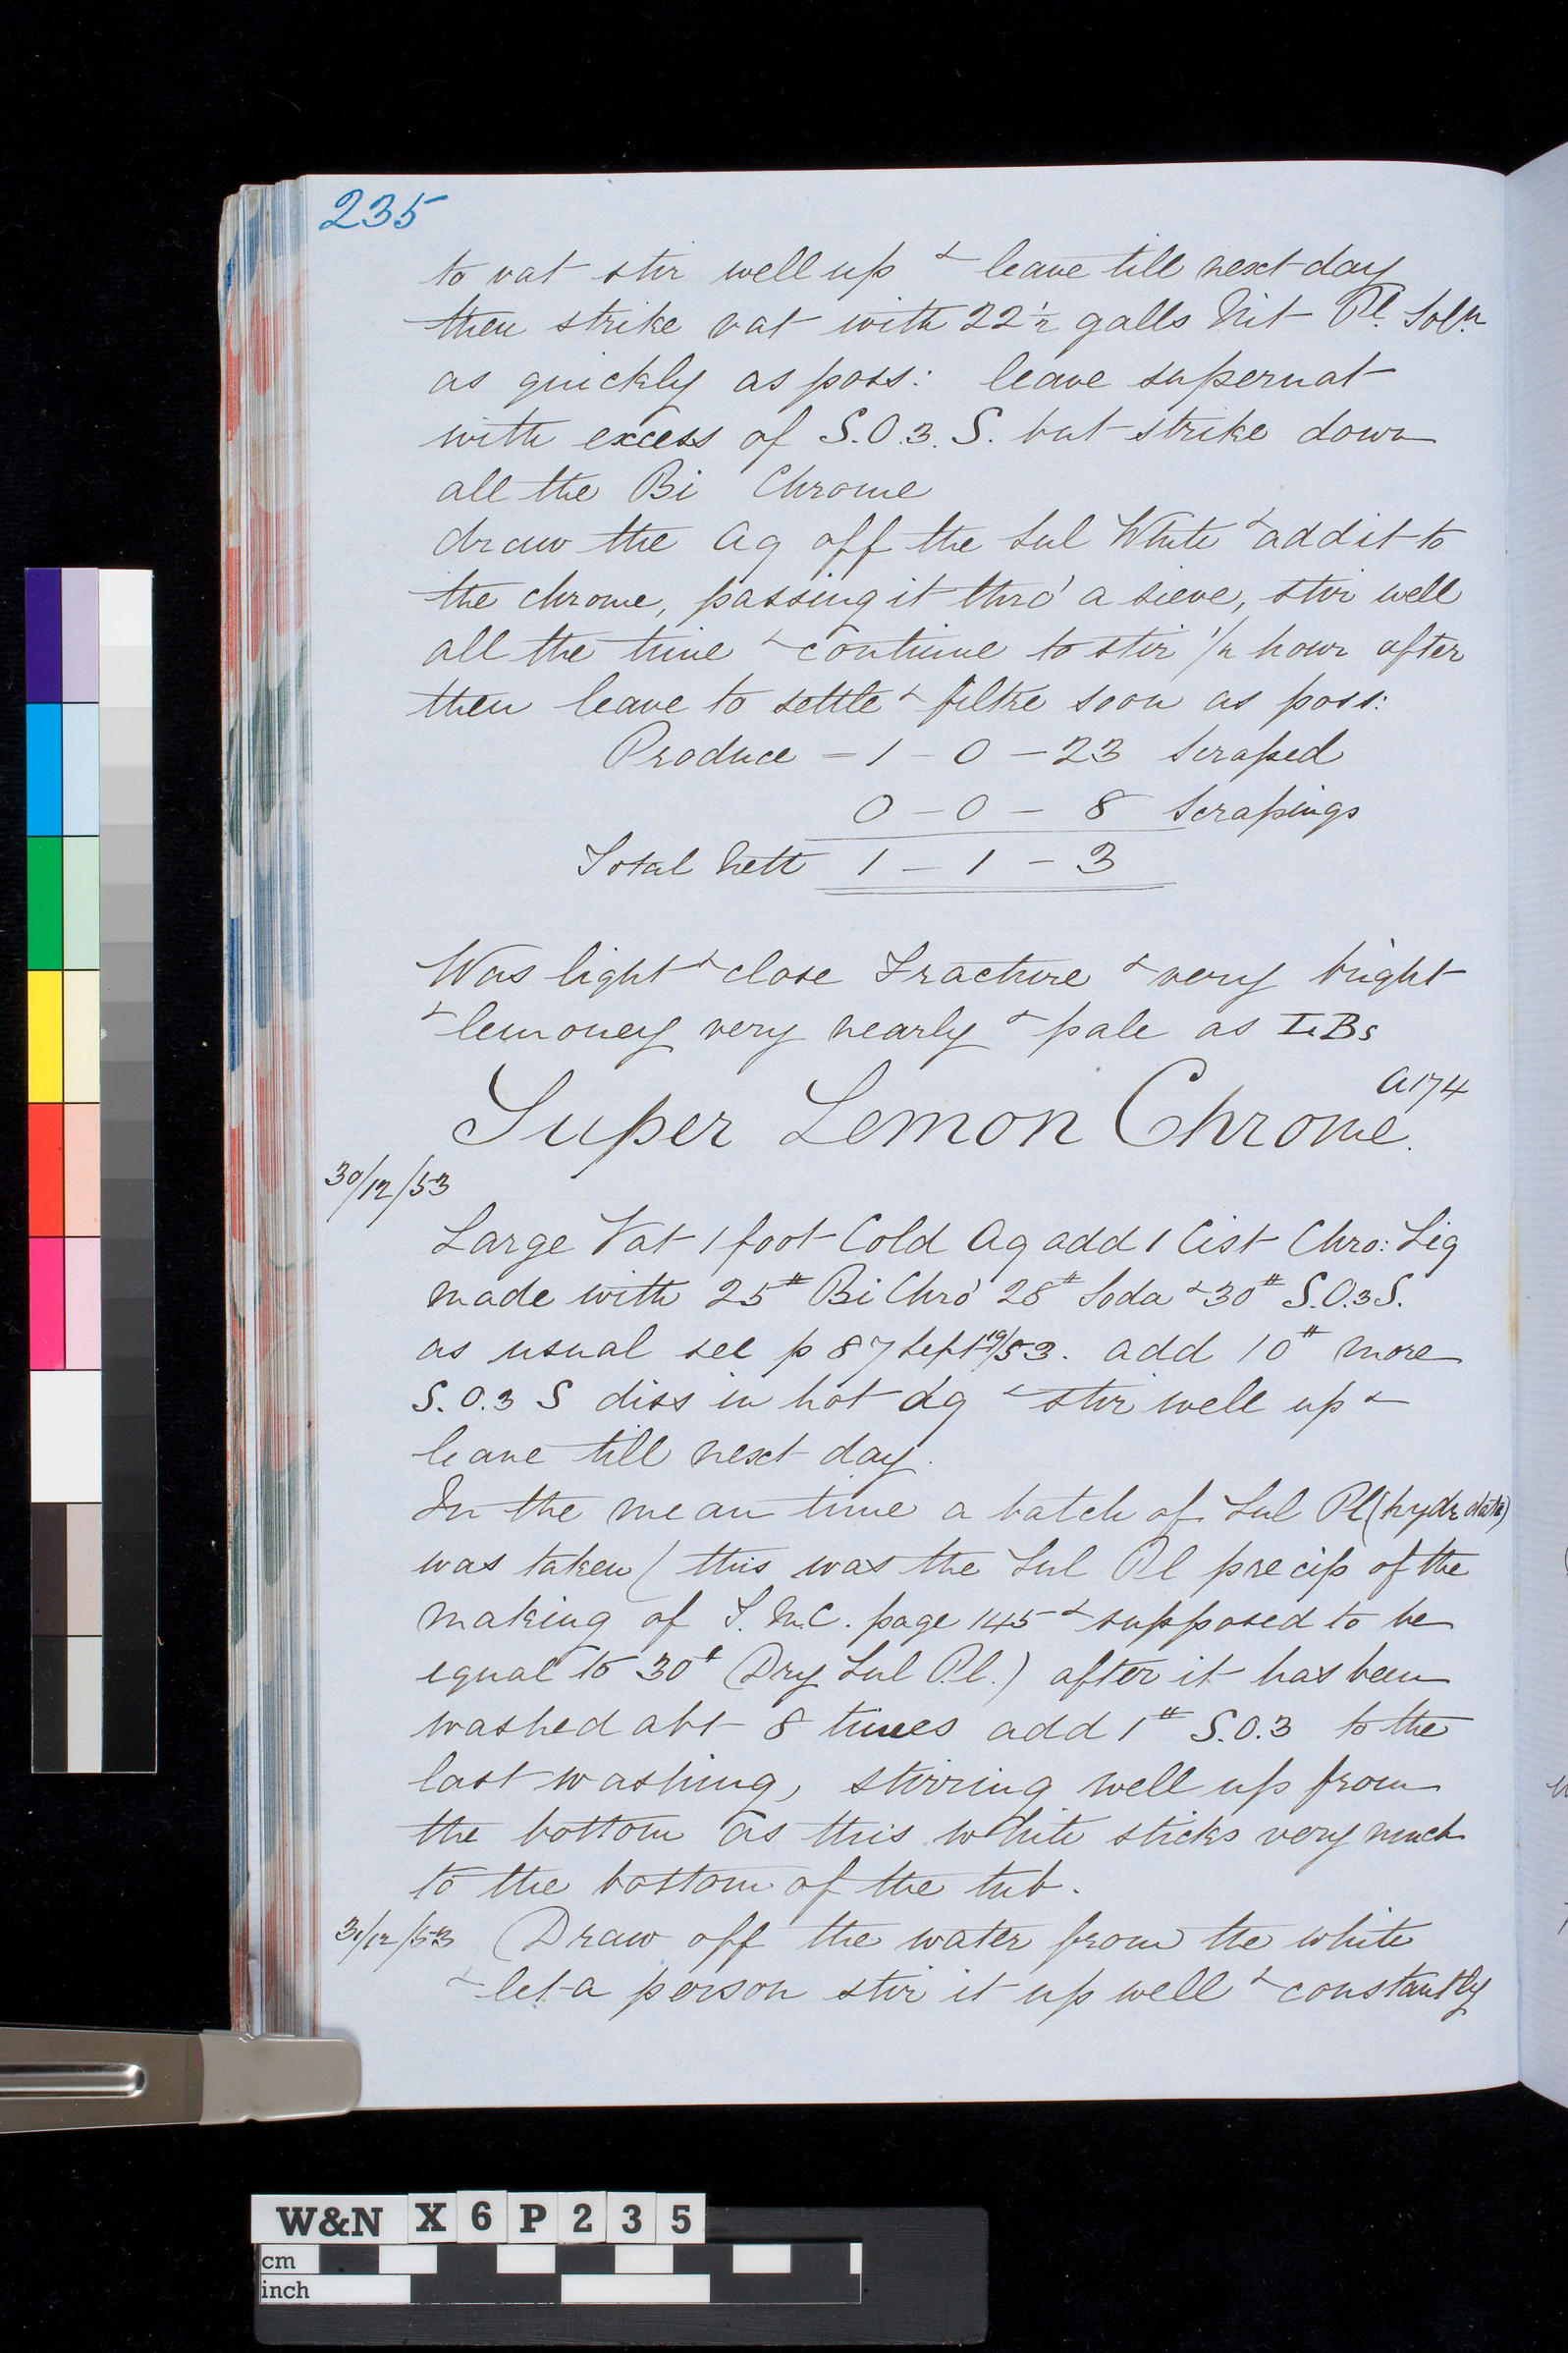 235
to vat stir well up & leave till next day
then strike vat with 22 1/2 galls Nit Pl. Soln
as quickly as poss: leave supernat
with excess of S.O.3. S. but strike down
all the Bi Chrome
draw the Aq off the Sul White & add it to
the chrome, passing it thro' a sieve, stir well
all the time & continue to stir 1/2 hour after
then leave to settle & filtre soon as poss:
Produce = 1 - 0 - 23 Scraped
0 - 0 - 8 Scrapings
Total Nett 1 - 1 - 3
Was light & close Fracture & very bright
& lemoney very nearly & pale as L.Bs
A174
Super Lemon Chrome.
30/12/53
Large Vat 1 foot Cold Aq add 1 Cist Chro: Liq
made with 25# Bi Chro' 28# Soda & 30# S.O.3 S.
as usual see p 87 Sept 19/53. add 10# more
S.O.3 S diss in hot Aq & stir well up &
leave till next day.
In the mean time a batch of Sul Pl (hydrdate)
was taken (this was the Sul Pl precip of the
making of page 145 & supposed to be
equal to 30# (Dry Sul Pl.) after it has been
washed abt 8 times add 1# S.O.3 to the
last washing, stirring well up from
the bottom as this white sticks very much
to the bottom of the tub.
31/12/53 Draw off the water from the white
& let a person stir it up well & constantly
W&N X 6 P 2 3 5
cm
inch